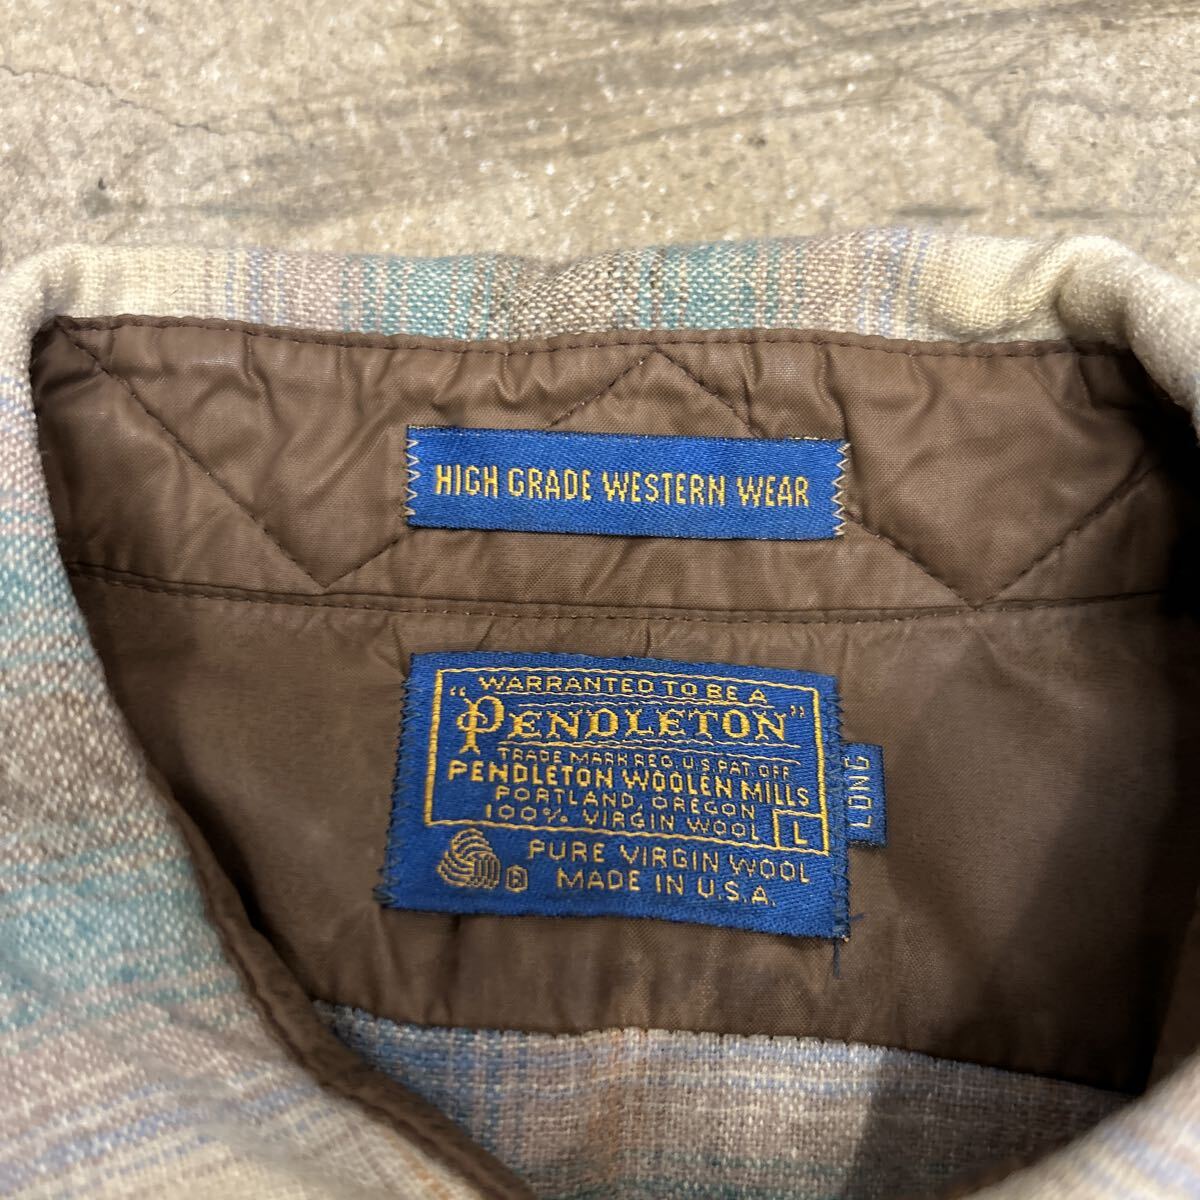 HIGH GRADE WESTERN WEAR
WARRANTED TO BE A
"PENDLETON"
TRADE MARK REG. U.S. PAT. OFF
PENDLETON WOOLEN MILLS
PORTLAND, OREGON
100% VIRGIN WOOL L
® PURE VIRGIN WOOL
MADE IN U.S.A.
LONG